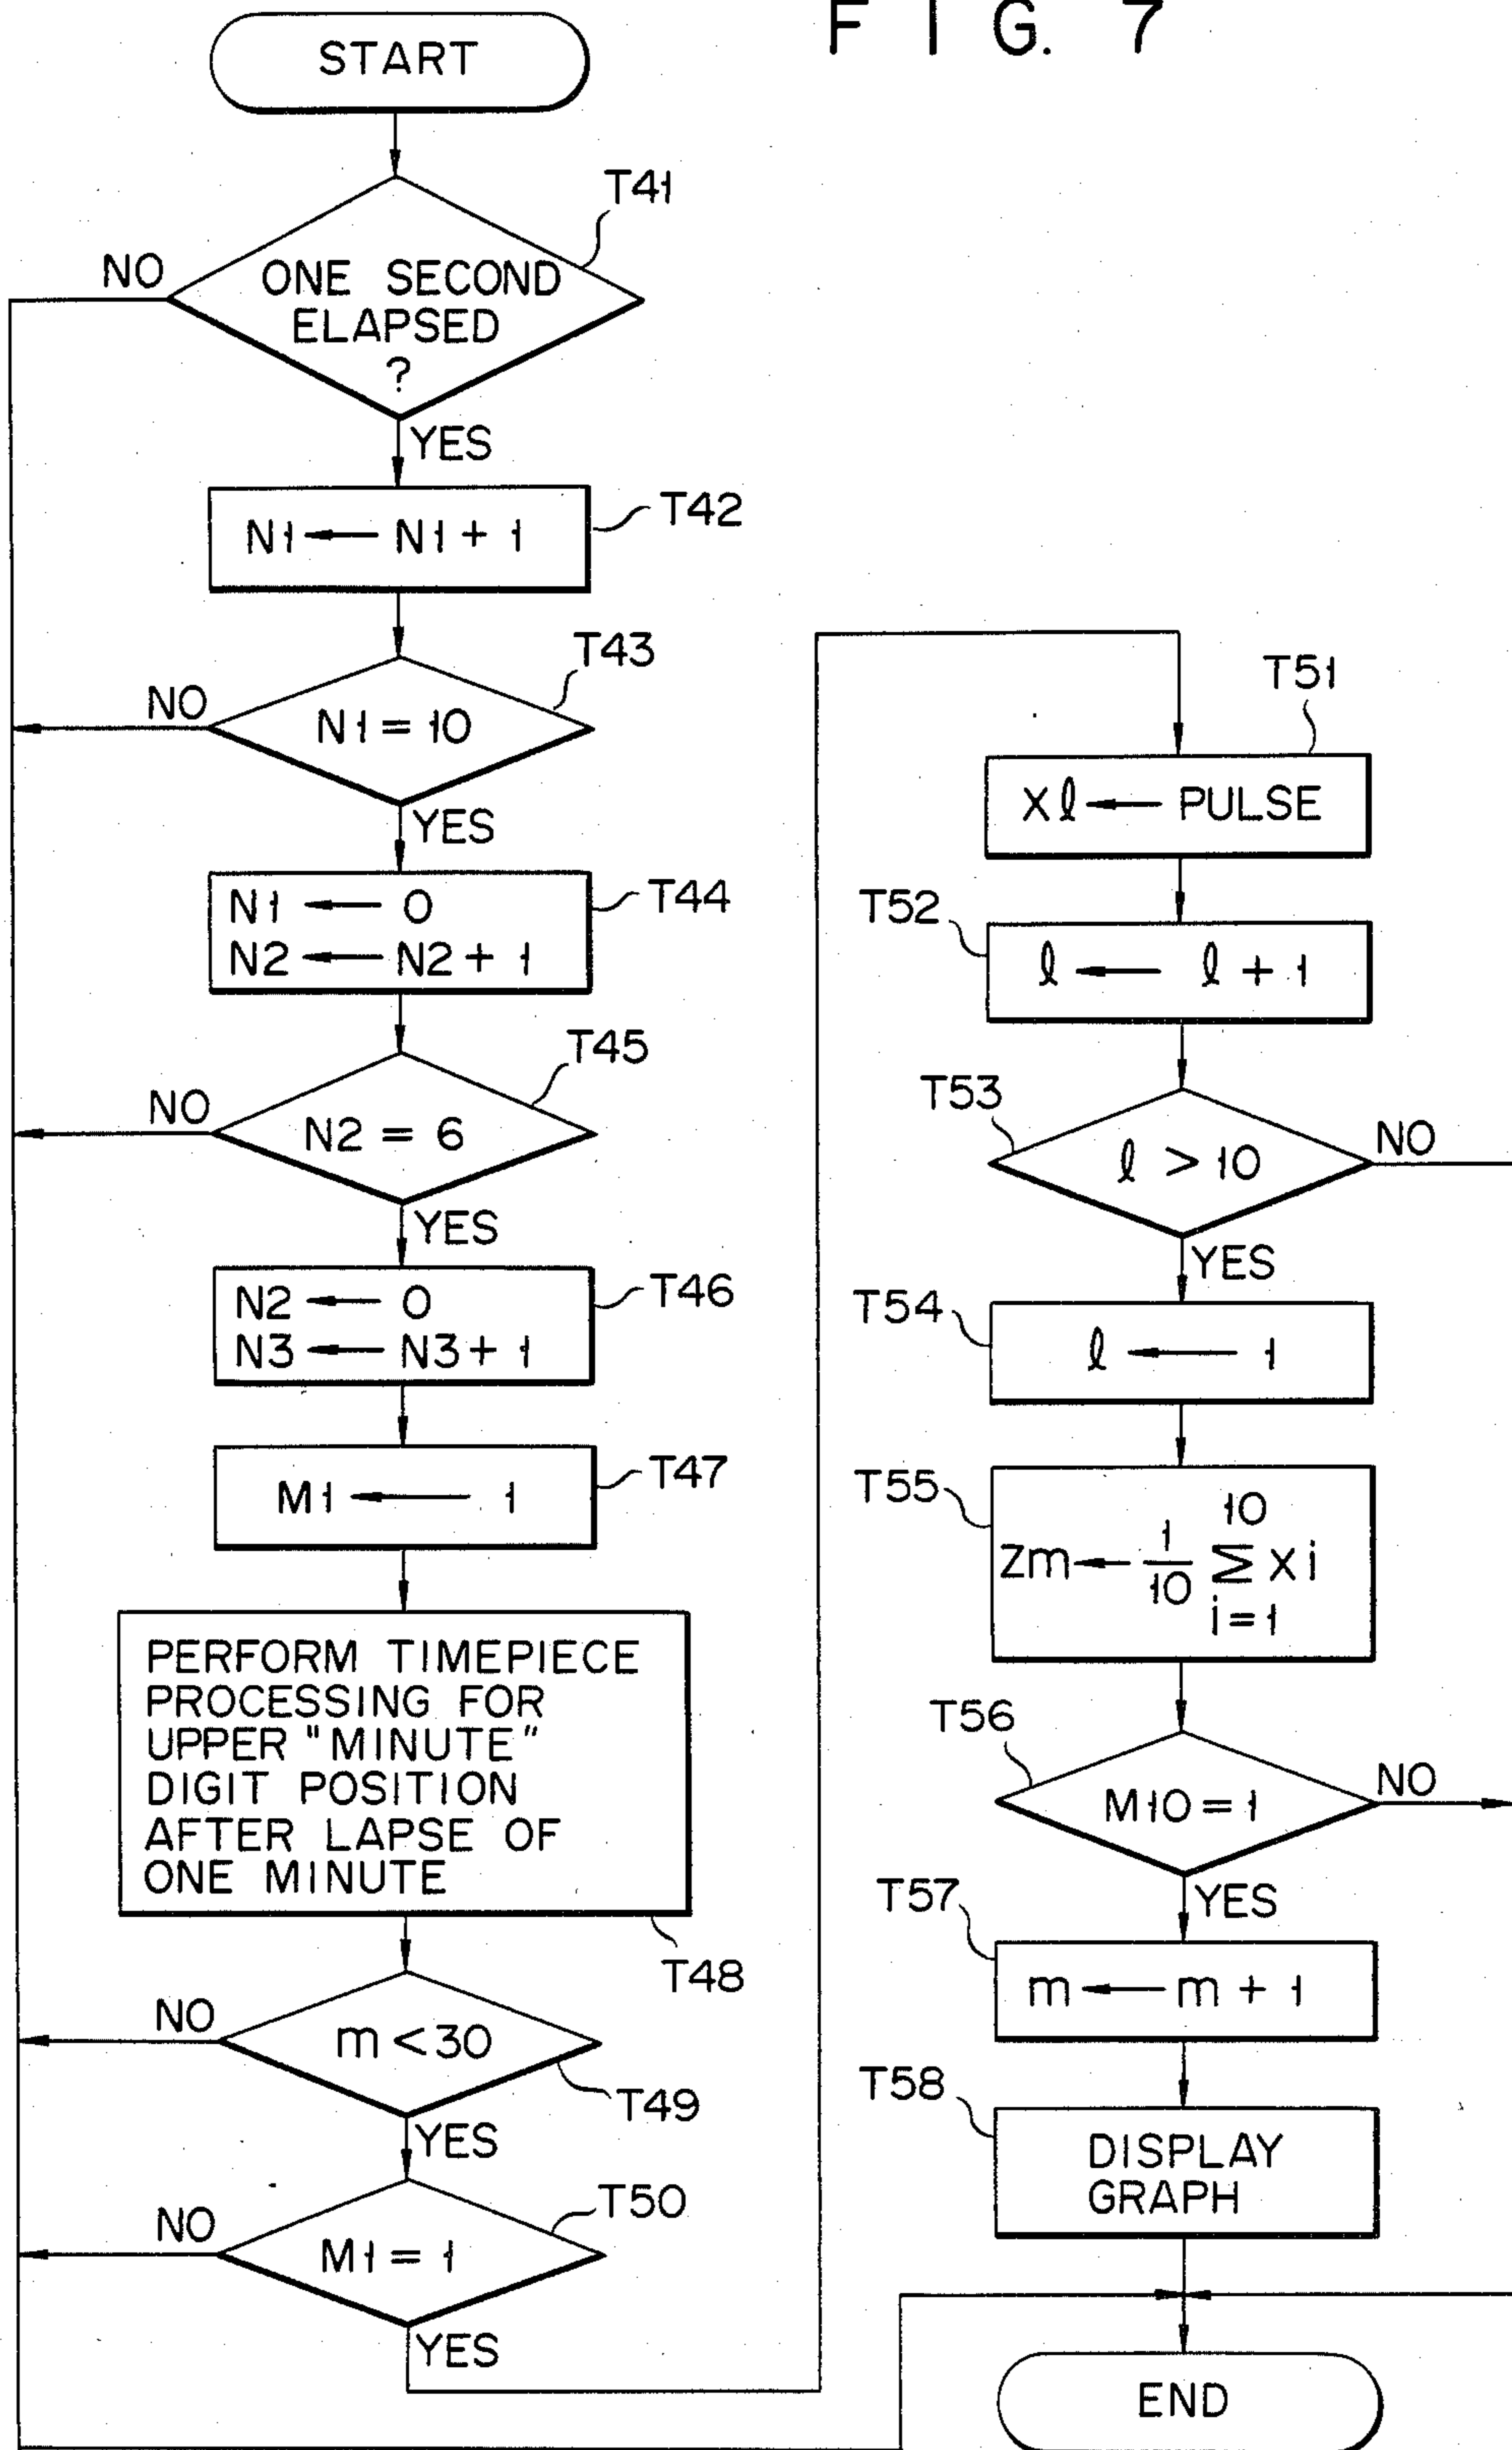 F I G. 7
START
T41
NO
ONE SECOND
ELAPSED
?
YES
T42
N1 ← N1 + 1
T43
NO
N1 = 10
YES
T44
N1 ← 0
N2 ← N2 + 1
T45
NO
N2 = 6
YES
T46
N2 ← 0
N3 ← N3 + 1
T47
M1 ← 1
PERFORM TIMEPIECE
PROCESSING FOR
UPPER "MINUTE"
DIGIT POSITION
AFTER LAPSE OF
ONE MINUTE
T48
NO
m < 30
T49
YES
T50
NO
M1 = 1
YES
T51
xℓ ← PULSE
T52
ℓ ← ℓ + 1
T53
ℓ > 10
NO
YES
T54
ℓ ← 1
T55
10
Zm ← 1/10 Σ xi
i = 1
T56
M10 = 1
NO
YES
T57
m ← m + 1
T58
DISPLAY
GRAPH
END